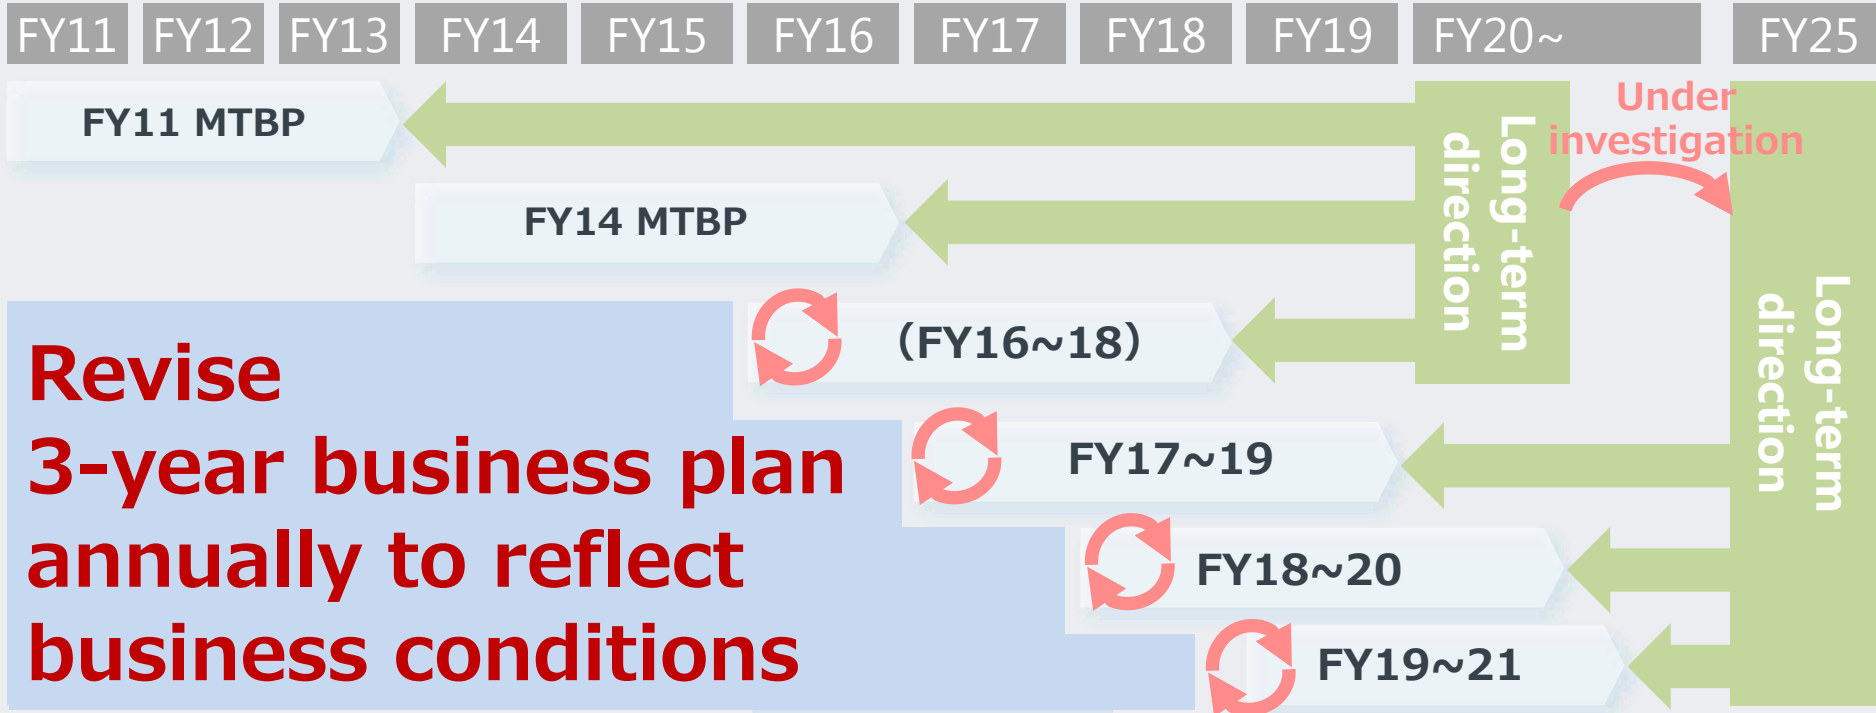 FY11 FY12 FY13 FY14 FY15 FY16 FY17 FY18 FY19 FY20~ FY25
FY11 MTBP
Under
investigation
Long-term
direction
FY14 MTBP
(FY16~18)
Long-term
direction
Revise
3-year business plan
annually to reflect
business conditions
FY17~19
FY18~20
FY19~21